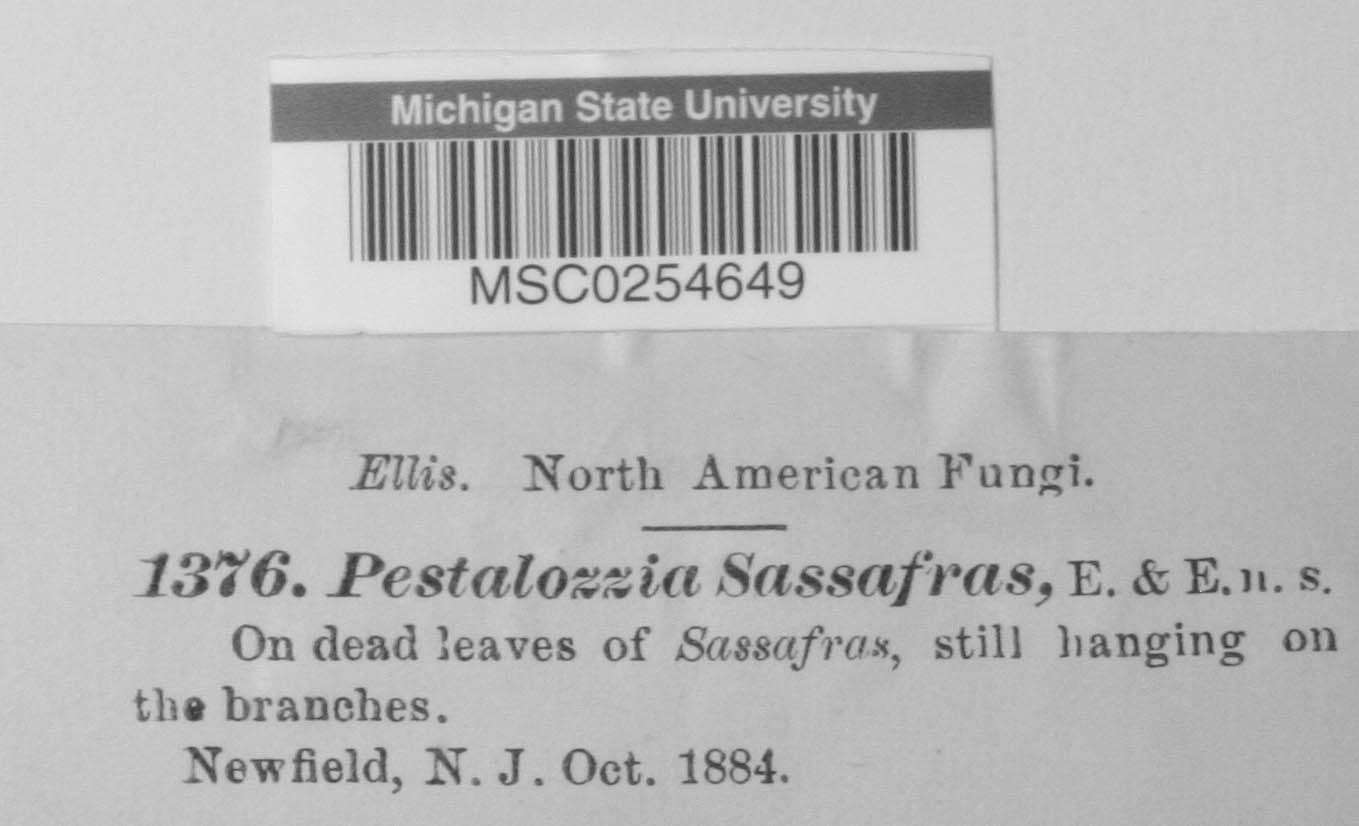 Michigan State University
MSC0254649
Ellis. North American Fungi.
1376. Pestalozzia Sassafras, E. & E. n. s.
On dead leaves of Sassafras, still hanging on
the branches.
Newfield, N. J. Oct. 1884.